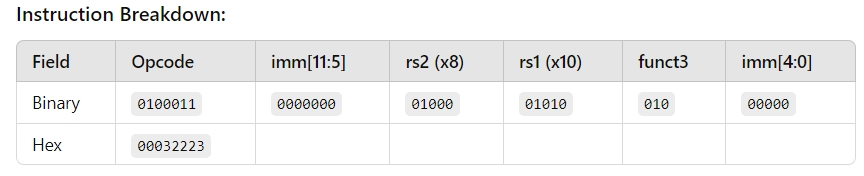 Instruction Breakdown:
Field Opcode imm[11:5] rs2 (x8) rs1 (x10) funct3 imm[4:0]
Binary 0100011 0000000 01000 01010 010 00000
Hex 00032223